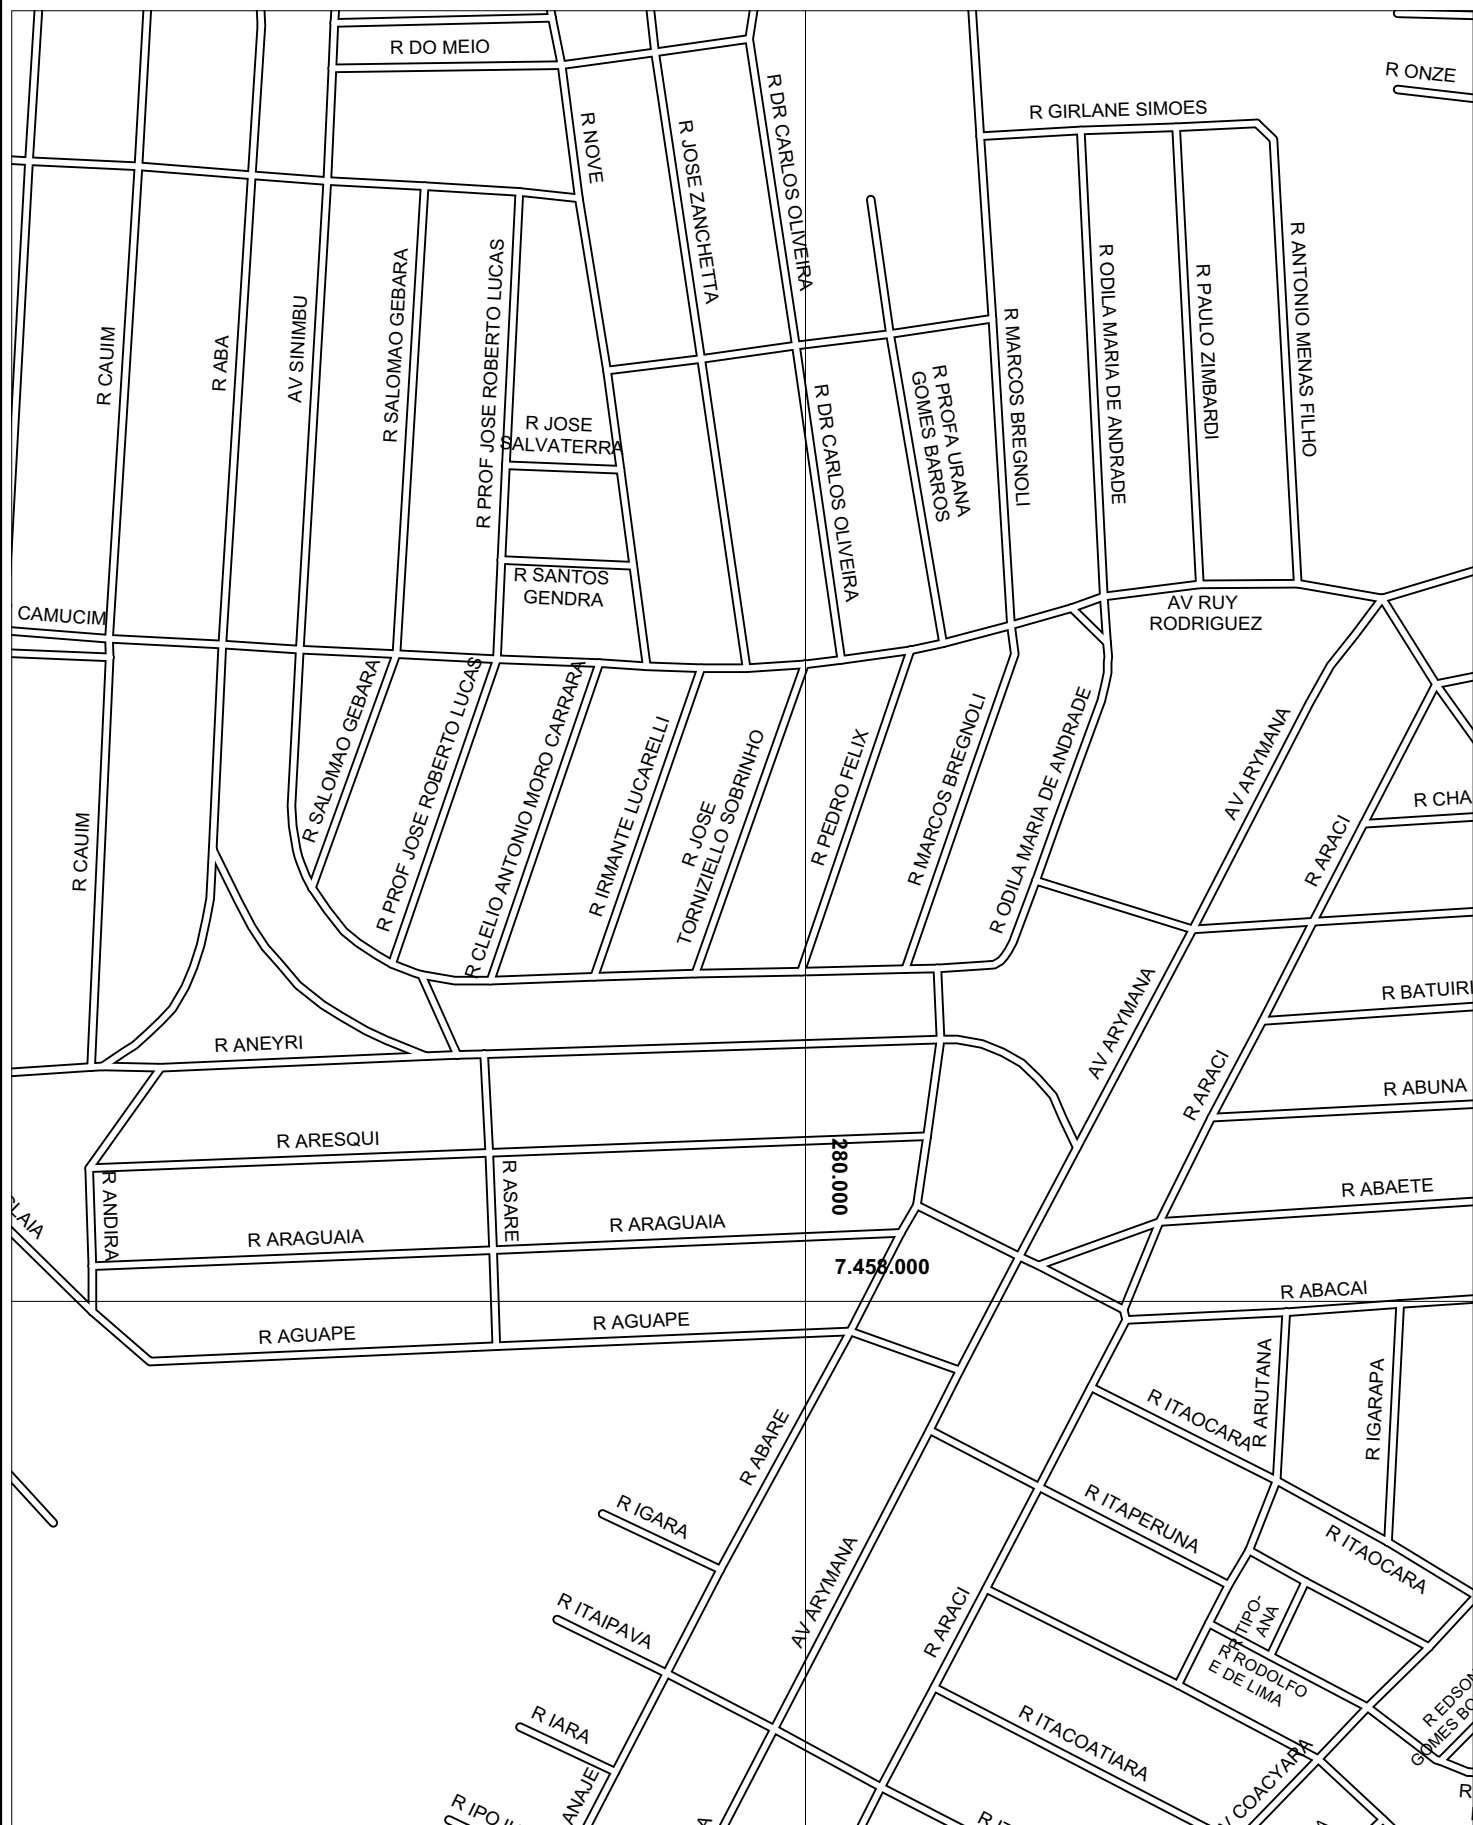 R DO MEIO
R ONZE
R GIRLANE SIMOES
R NOVE
R JOSE ZANCHETTA
R DR CARLOS OLIVEIRA
R CAUIM
R ABA
AV SINIMBU
R SALOMAO GEBARA
R PROF JOSE ROBERTO LUCAS
R JOSE
SALVATERRA
R DR CARLOS OLIVEIRA
R PROFA URANA
GOMES BARROS
R MARCOS BREGNOLI
R ODILA MARIA DE ANDRADE
R PAULO ZIMBARDI
R ANTONIO MENAS FILHO
R SANTOS
GENDRA
CAMUCIM
AV RUY
RODRIGUEZ
R CAUIM
R SALOMAO GEBARA
R PROF JOSE ROBERTO LUCAS
R CLELIO ANTONIO MORO CARRARA
R IRMANTE LUCARELLI
R JOSE
TORNIZIELLO SOBRINHO
R PEDRO FELIX
R MARCOS BREGNOLI
R ODILA MARIA DE ANDRADE
AV ARYMANA
R ARACI
R CHA
R BATUIRI
AV ARYMANA
R ARACI
R ABUNA
R ANEYRI
R ARESQUI
R ANDIRA
R ASARE
R ARAGUAIA
R ARAGUAIA
280.000
7.458.000
R ABAETE
R ABACAI
LAIA
R AGUAPE
R AGUAPE
R ABARE
R ITAOCARA
R ARUTANA
R IGARAPA
R IGARA
R ITAPERUNA
R ITAOCARA
AV ARYMANA
R ARACI
R ITAIPAVA
R TIPO-
ANA
R RODOLFO
E DE LIMA
R EDSON
GOMES BO
R IARA
R ITACOATIARA
COACYARA
ANAJE
R IPO
R IT
R
A
A